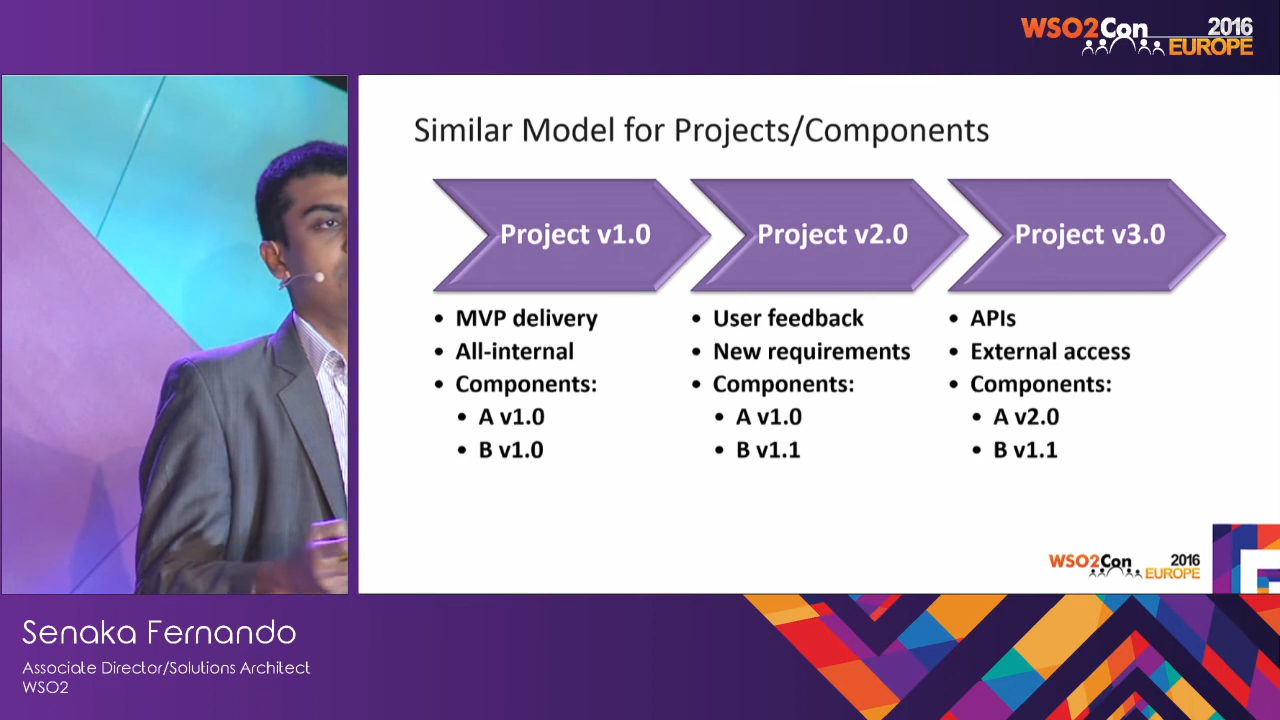 WSO2Con 2016
EUROPE
Similar Model for Projects/Components
Project v1.0
Project v2.0
Project v3.0
• MVP delivery
• All-internal
• Components:
• A v1.0
• B v1.0
• User feedback
• New requirements
• Components:
• A v1.0
• B v1.1
• APIs
• External access
• Components:
• A v2.0
• B v1.1
WSO2Con 2016
EUROPE
Senaka Fernando
Associate Director/Solutions Architect
WSO2